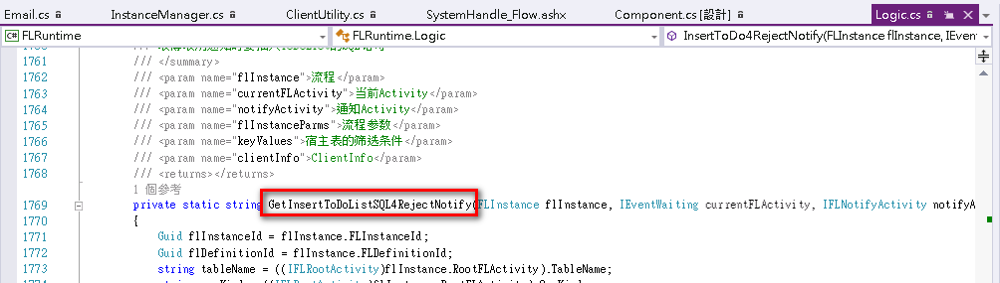 Email.cs InstanceManager.cs ClientUtility.cs SystemHandle_Flow.ashx Component.cs [設計] Logic.cs
FLRuntime FLRuntime.Logic InsertToDo4RejectNotify(FLInstance flInstance, IEven
1761 /// </summary>
1762 /// <param name="flInstance">流程</param>
1763 /// <param name="currentFLActivity">当前Activity</param>
1764 /// <param name="notifyActivity">通知Activity</param>
1765 /// <param name="flInstanceParms">流程参数</param>
1766 /// <param name="keyValues">宿主表的筛选条件</param>
1767 /// <param name="clientInfo">ClientInfo</param>
1768 /// <returns></returns>
1 個參考
1769 private static string GetInsertToDoListSQL4RejectNotify(FLInstance flInstance, IEventWaiting currentFLActivity, IFLNotifyActivity notifyA
1770 {
1771 Guid flInstanceId = flInstance.FLInstanceId;
1772 Guid flDefinitionId = flInstance.FLDefinitionId;
1773 string tableName = ((IFLRootActivity)flInstance.RootFLActivity).TableName;